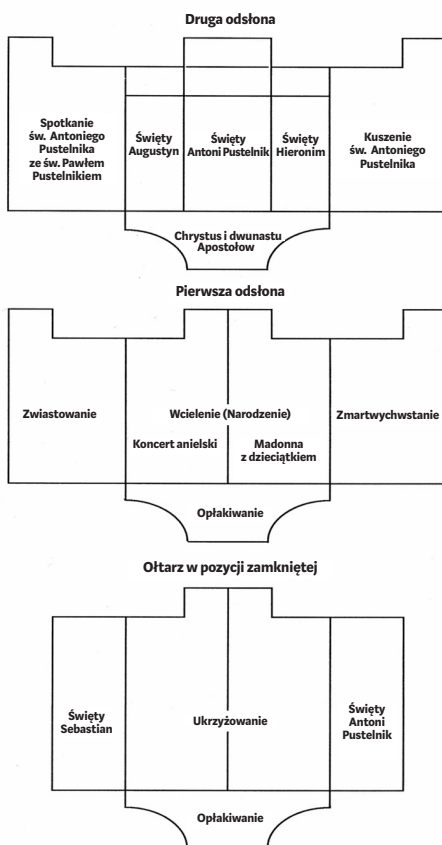 Druga odsłona
Spotkanie
św. Antoniego
Pustelnika
ze św. Pawłem
Pustelnikiem
Święty
Augustyn
Święty
Antoni Pustelnik
Święty
Hieronim
Kuszenie
św. Antoniego
Pustelnika
Chrystus i dwunastu
Apostołow
Pierwsza odsłona
Zwiastowanie
Wcielenie (Narodzenie)
Koncert anielski
Madonna
z dzieciątkiem
Zmartwychwstanie
Opłakiwanie
Ołtarz w pozycji zamkniętej
Święty
Sebastian
Ukrzyżowanie
Święty
Antoni
Pustelnik
Opłakiwanie